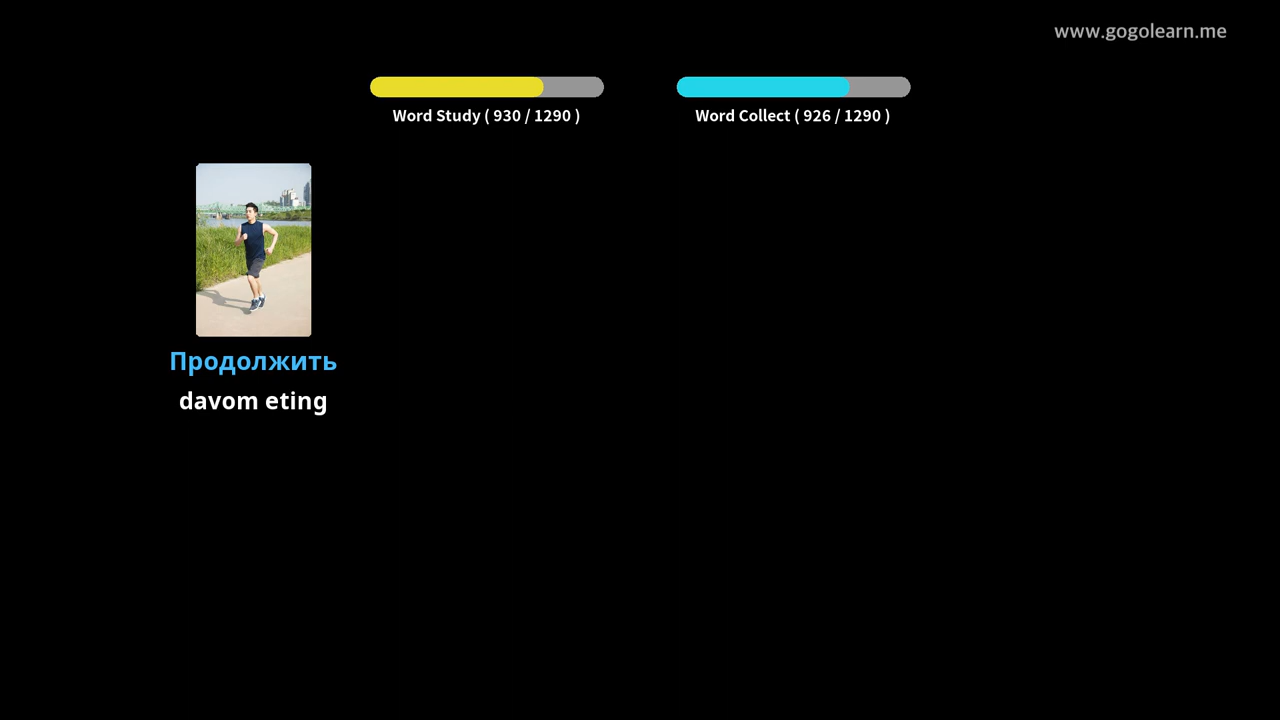 www.gogolearn.me
Word Study ( 930 / 1290 )
Word Collect ( 926 / 1290 )
Продолжить
davom eting